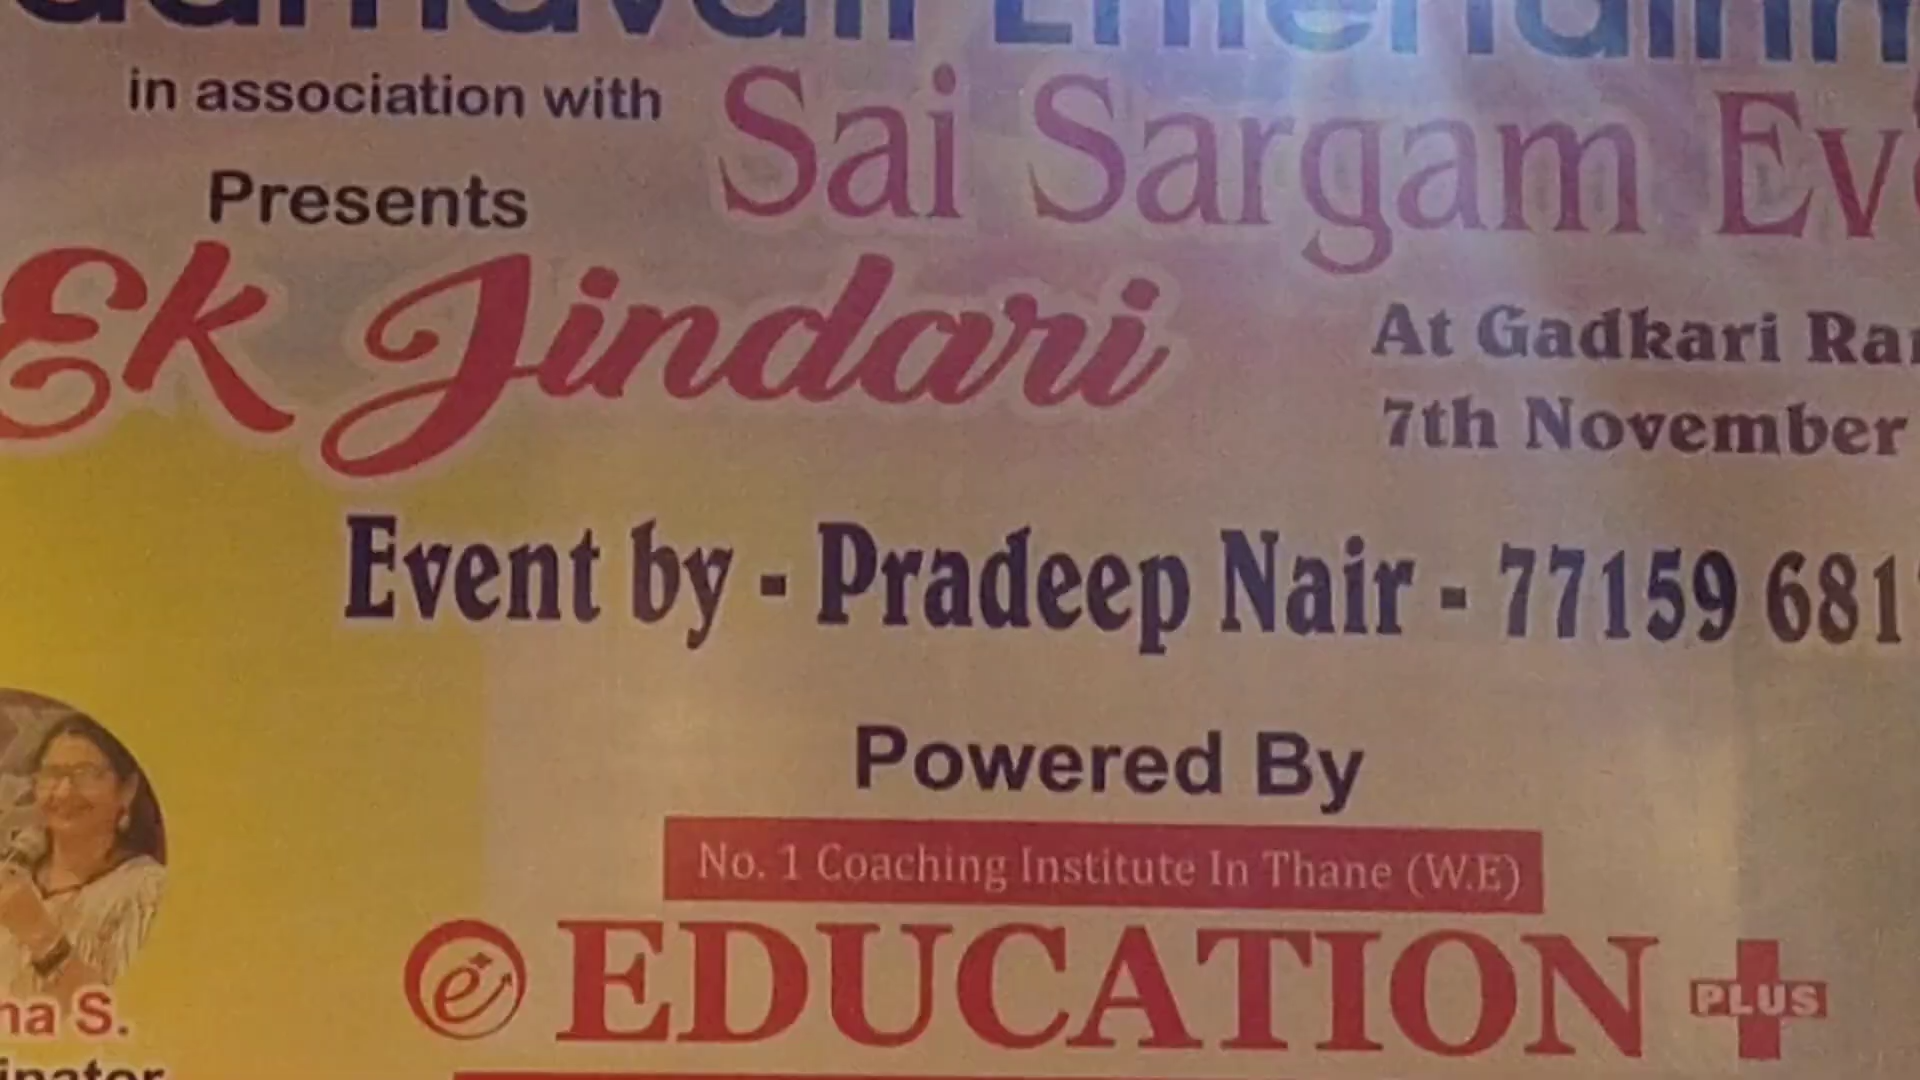 in association with Sai Sargam
Presents
Ek Jindari
At Gadkari
7th November
Event by - Pradeep Nair - 77159 681
Powered By
No. 1 Coaching Institute In Thane (W.E)
e EDUCATION PLUS
S.